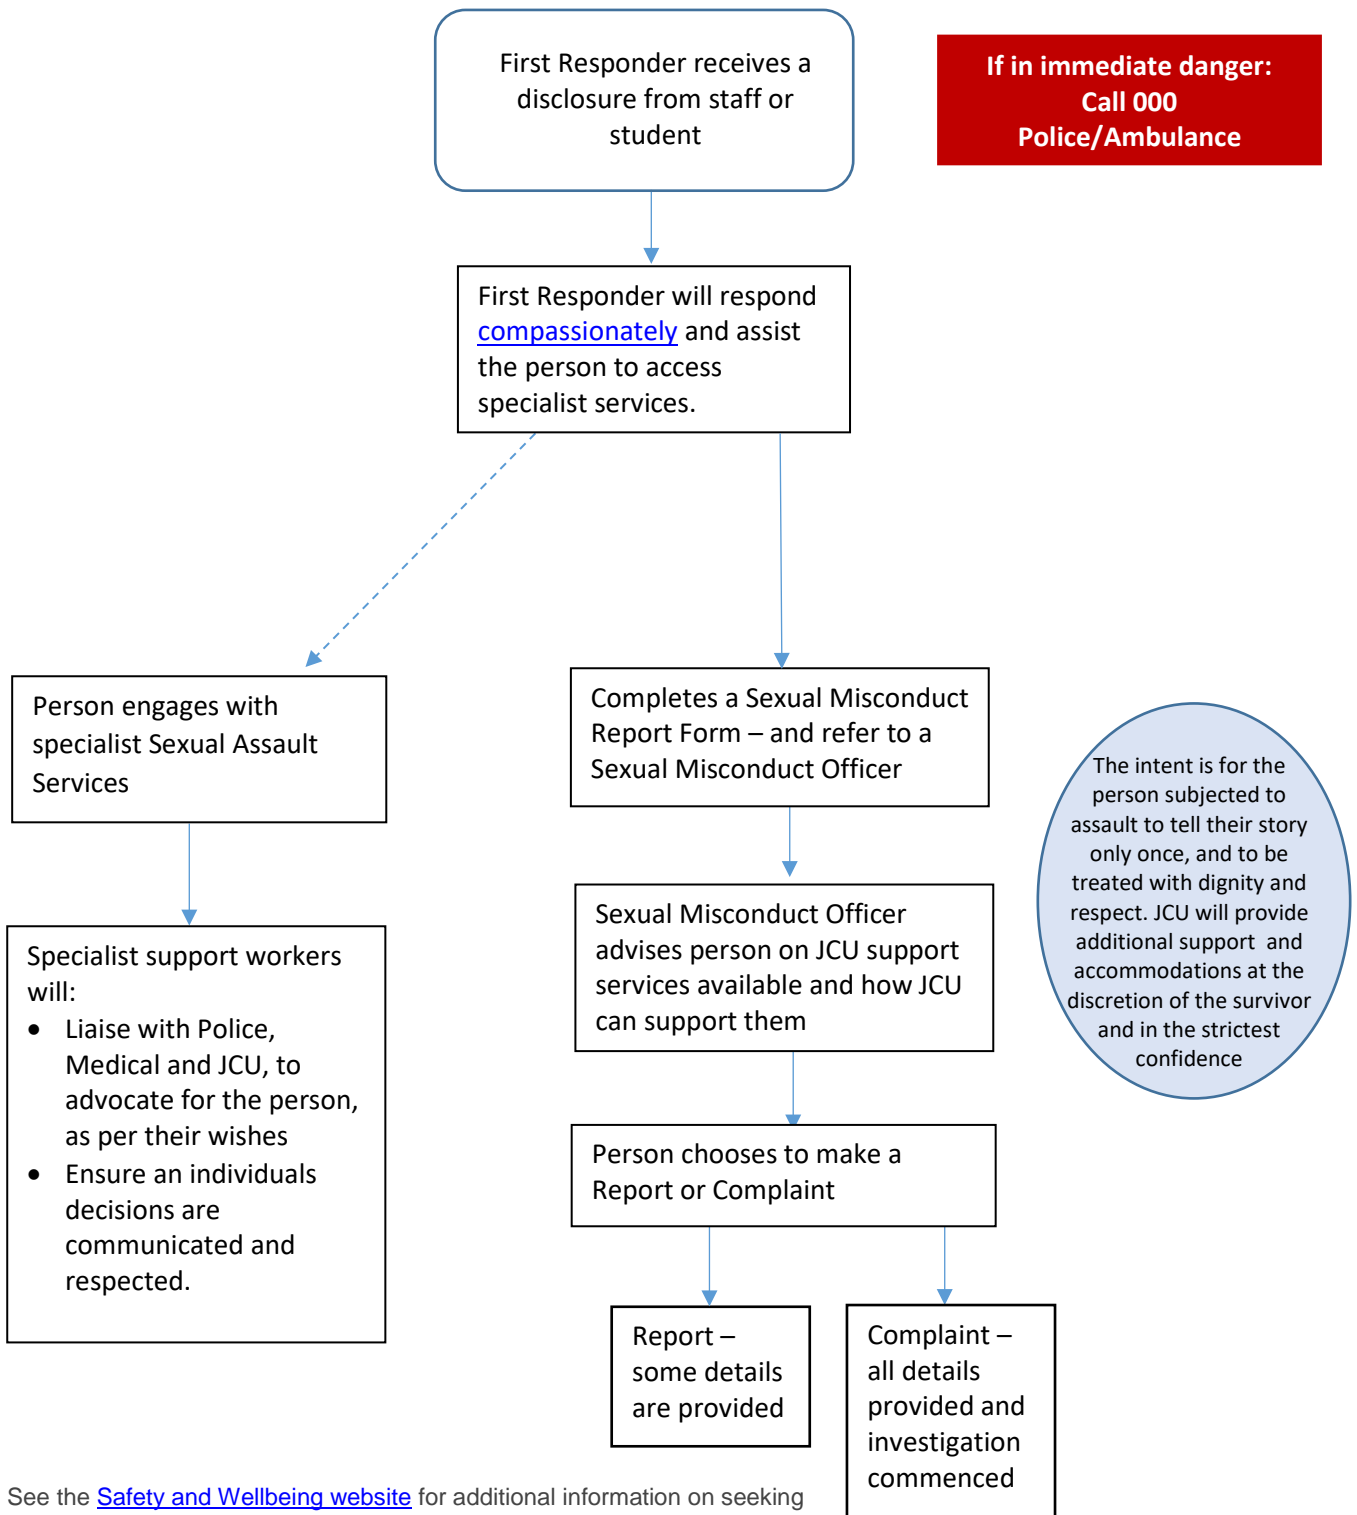 First Responder receives a
disclosure from staff or
student
If in immediate danger:
Call 000
Police/Ambulance
First Responder will respond
compassionately and assist
the person to access
specialist services.
Person engages with
specialist Sexual Assault
Services
Completes a Sexual Misconduct
Report Form – and refer to a
Sexual Misconduct Officer
The intent is for the
person subjected to
assault to tell their story
only once, and to be
treated with dignity and
respect. JCU will provide
additional support and
accommodations at the
discretion of the survivor
and in the strictest
confidence
Sexual Misconduct Officer
advises person on JCU support
services available and how JCU
can support them
Specialist support workers
will:
• Liaise with Police,
Medical and JCU, to
advocate for the person,
as per their wishes
• Ensure an individuals
decisions are
communicated and
respected.
Person chooses to make a
Report or Complaint
Report –
some details
are provided
Complaint –
all details
provided and
investigation
commenced
See the Safety and Wellbeing website for additional information on seeking